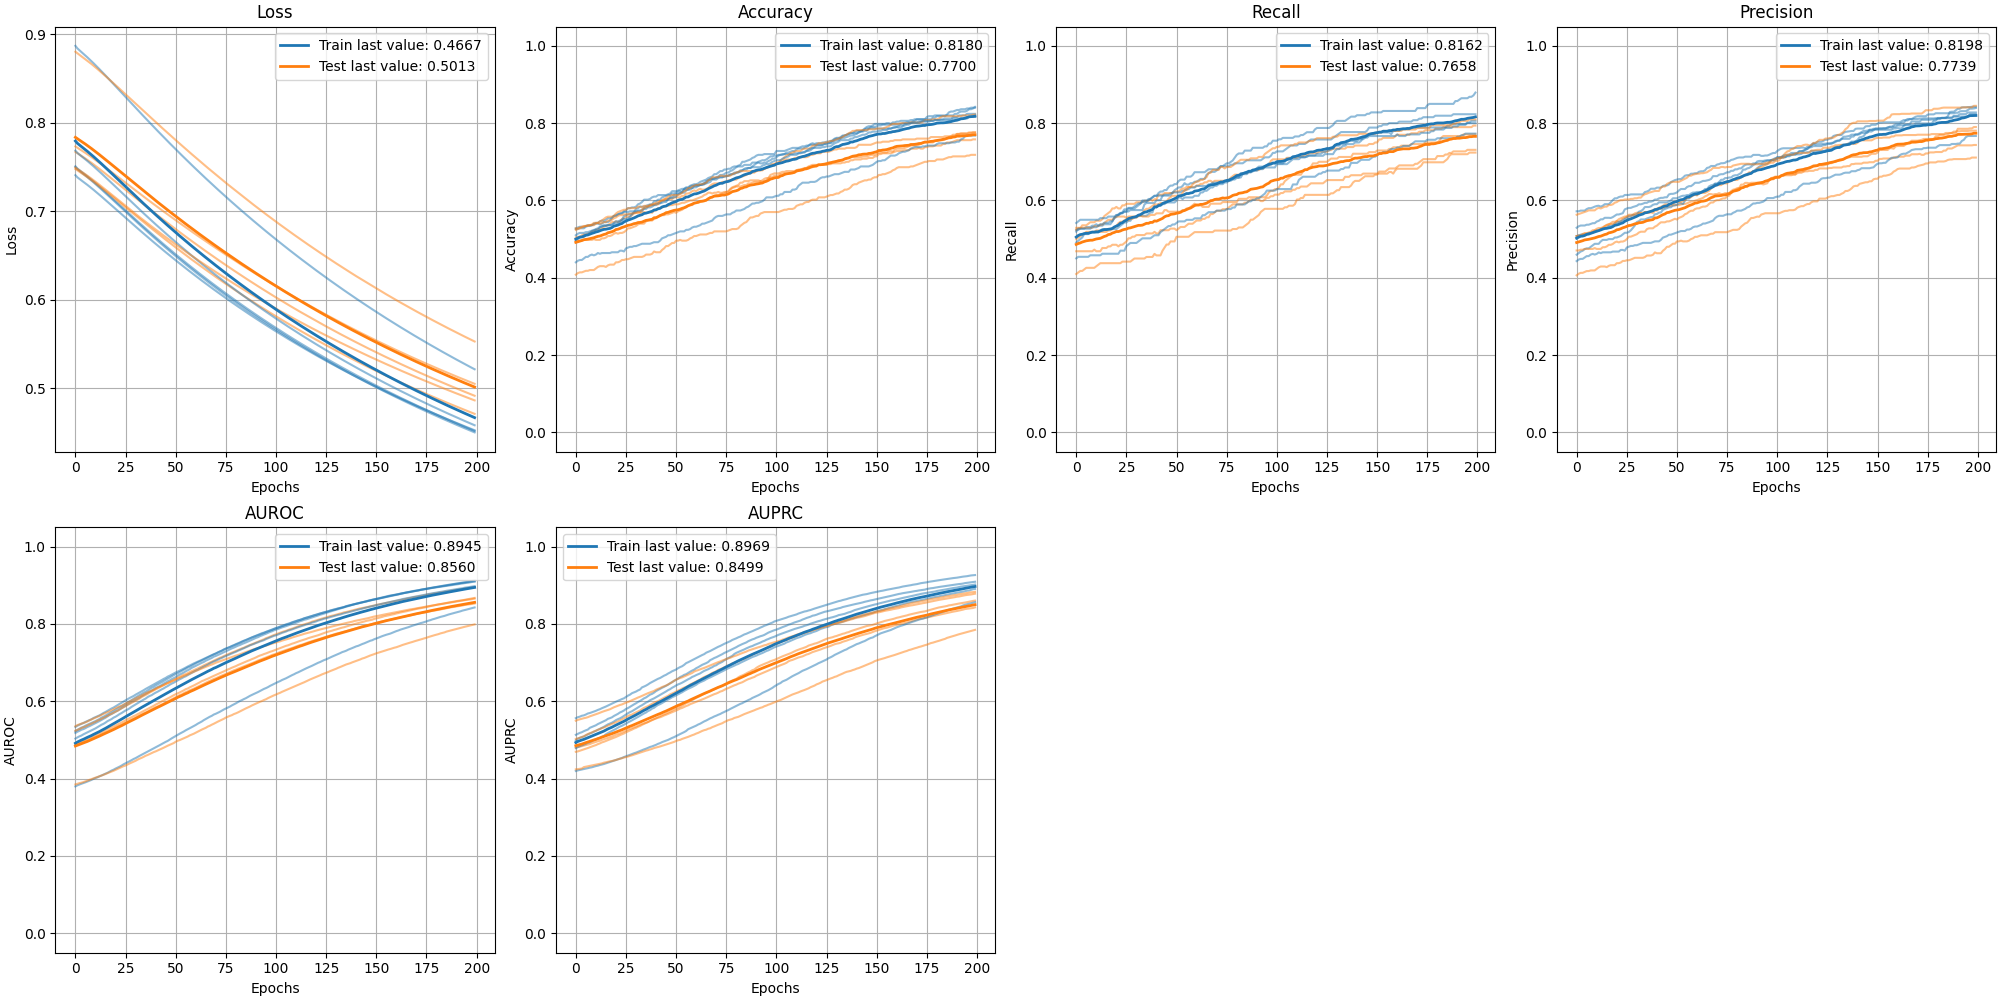 Loss
Train last value: 0.4667
Test last value: 0.5013
0.9
0.8
0.7
0.6
0.5
Loss
0 25 50 75 100 125 150 175 200
Epochs
Accuracy
Train last value: 0.8180
Test last value: 0.7700
1.0
0.8
0.6
0.4
0.2
0.0
Accuracy
0 25 50 75 100 125 150 175 200
Epochs
Recall
Train last value: 0.8162
Test last value: 0.7658
1.0
0.8
0.6
0.4
0.2
0.0
Recall
0 25 50 75 100 125 150 175 200
Epochs
Precision
Train last value: 0.8198
Test last value: 0.7739
1.0
0.8
0.6
0.4
0.2
0.0
Precision
0 25 50 75 100 125 150 175 200
Epochs
AUROC
Train last value: 0.8945
Test last value: 0.8560
1.0
0.8
0.6
0.4
0.2
0.0
AUROC
0 25 50 75 100 125 150 175 200
Epochs
AUPRC
Train last value: 0.8969
Test last value: 0.8499
1.0
0.8
0.6
0.4
0.2
0.0
AUPRC
0 25 50 75 100 125 150 175 200
Epochs